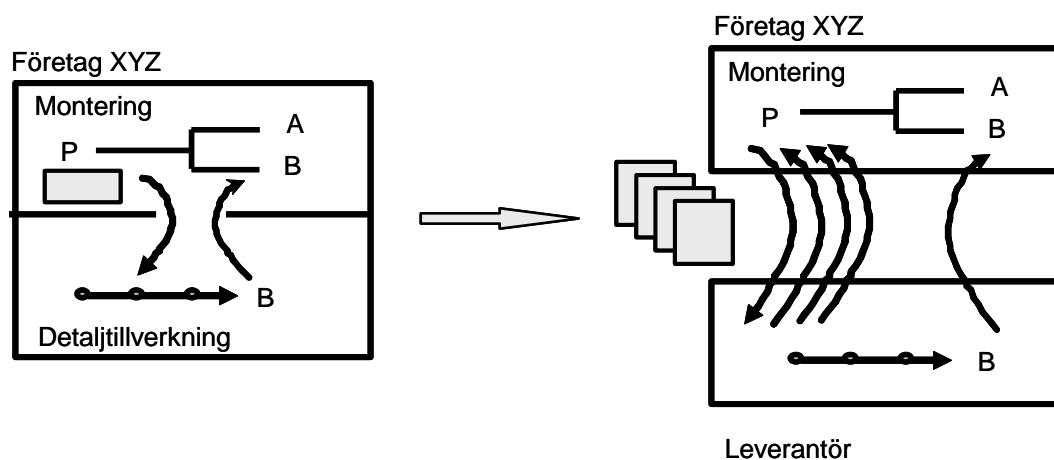 Företag XYZ
Montering
A
P
B
B
Detaljtillverkning
Företag XYZ
Montering
A
P
B
B
Leverantör